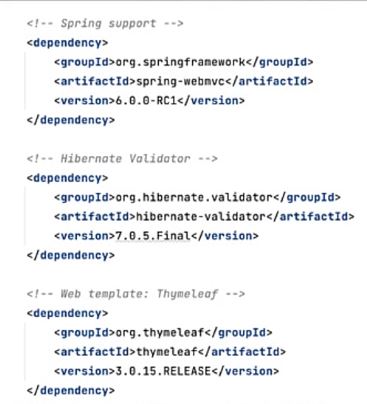 <!-- Spring support -->
<dependency>
<groupId>org.springframework</groupId>
<artifactId>spring-webmvc</artifactId>
<version>6.0.0-RC1</version>
</dependency>
<!-- Hibernate Validator -->
<dependency>
<groupId>org.hibernate.validator</groupId>
<artifactId>hibernate-validator</artifactId>
<version>7.0.5.Final</version>
</dependency>
<!-- Web template: Thymeleaf -->
<dependency>
<groupId>org.thymeleaf</groupId>
<artifactId>thymeleaf</artifactId>
<version>3.0.15.RELEASE</version>
</dependency>